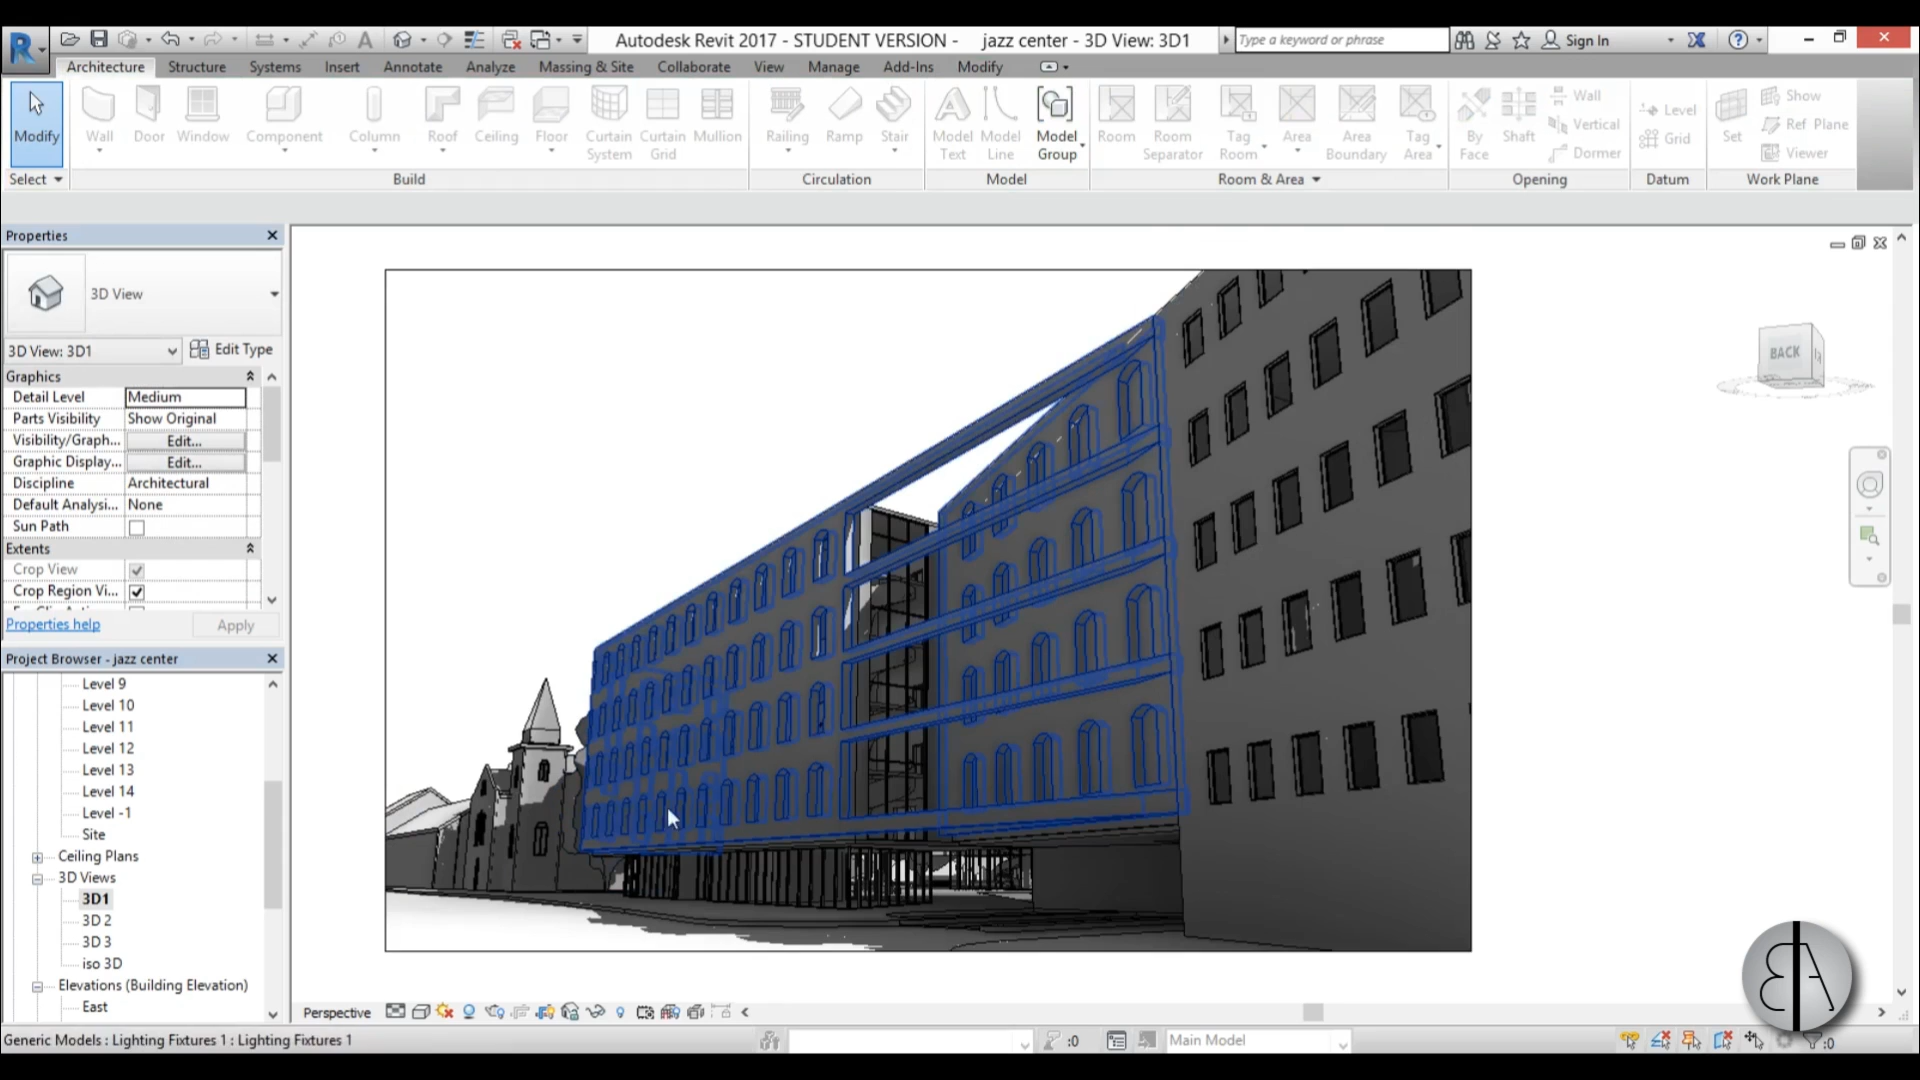 Autodesk Revit 2017 - STUDENT VERSION - jazz center - 3D View: 3D1
Type a keyword or phrase
Sign In
Architecture Structure Systems Insert Annotate Analyze Massing & Site Collaborate View Manage Add-Ins Modify
Modify Wall Door Window Component Column Roof Ceiling Floor Curtain System Curtain Grid Mullion Railing Ramp Stair Model Text Model Line Model Group Room Room Separator Tag Room Area Area Boundary Tag Area By Face Shaft Wall Vertical Dormer Level Grid Set Show Ref Plane Viewer
Select Build Circulation Model Room & Area Opening Datum Work Plane
Properties
3D View
3D View: 3D1 Edit Type
Graphics
Detail Level Medium
Parts Visibility Show Original
Visibility/Graph... Edit...
Graphic Display... Edit...
Discipline Architectural
Default Analysi... None
Sun Path
Extents
Crop View
Crop Region Vi...
Properties help Apply
Project Browser - jazz center
Level 9
Level 10
Level 11
Level 12
Level 13
Level 14
Level -1
Site
Ceiling Plans
3D Views
3D1
3D 2
3D 3
iso 3D
Elevations (Building Elevation)
East
BACK
Perspective
Generic Models : Lighting Fixtures 1 : Lighting Fixtures 1
:0
Main Model
:0